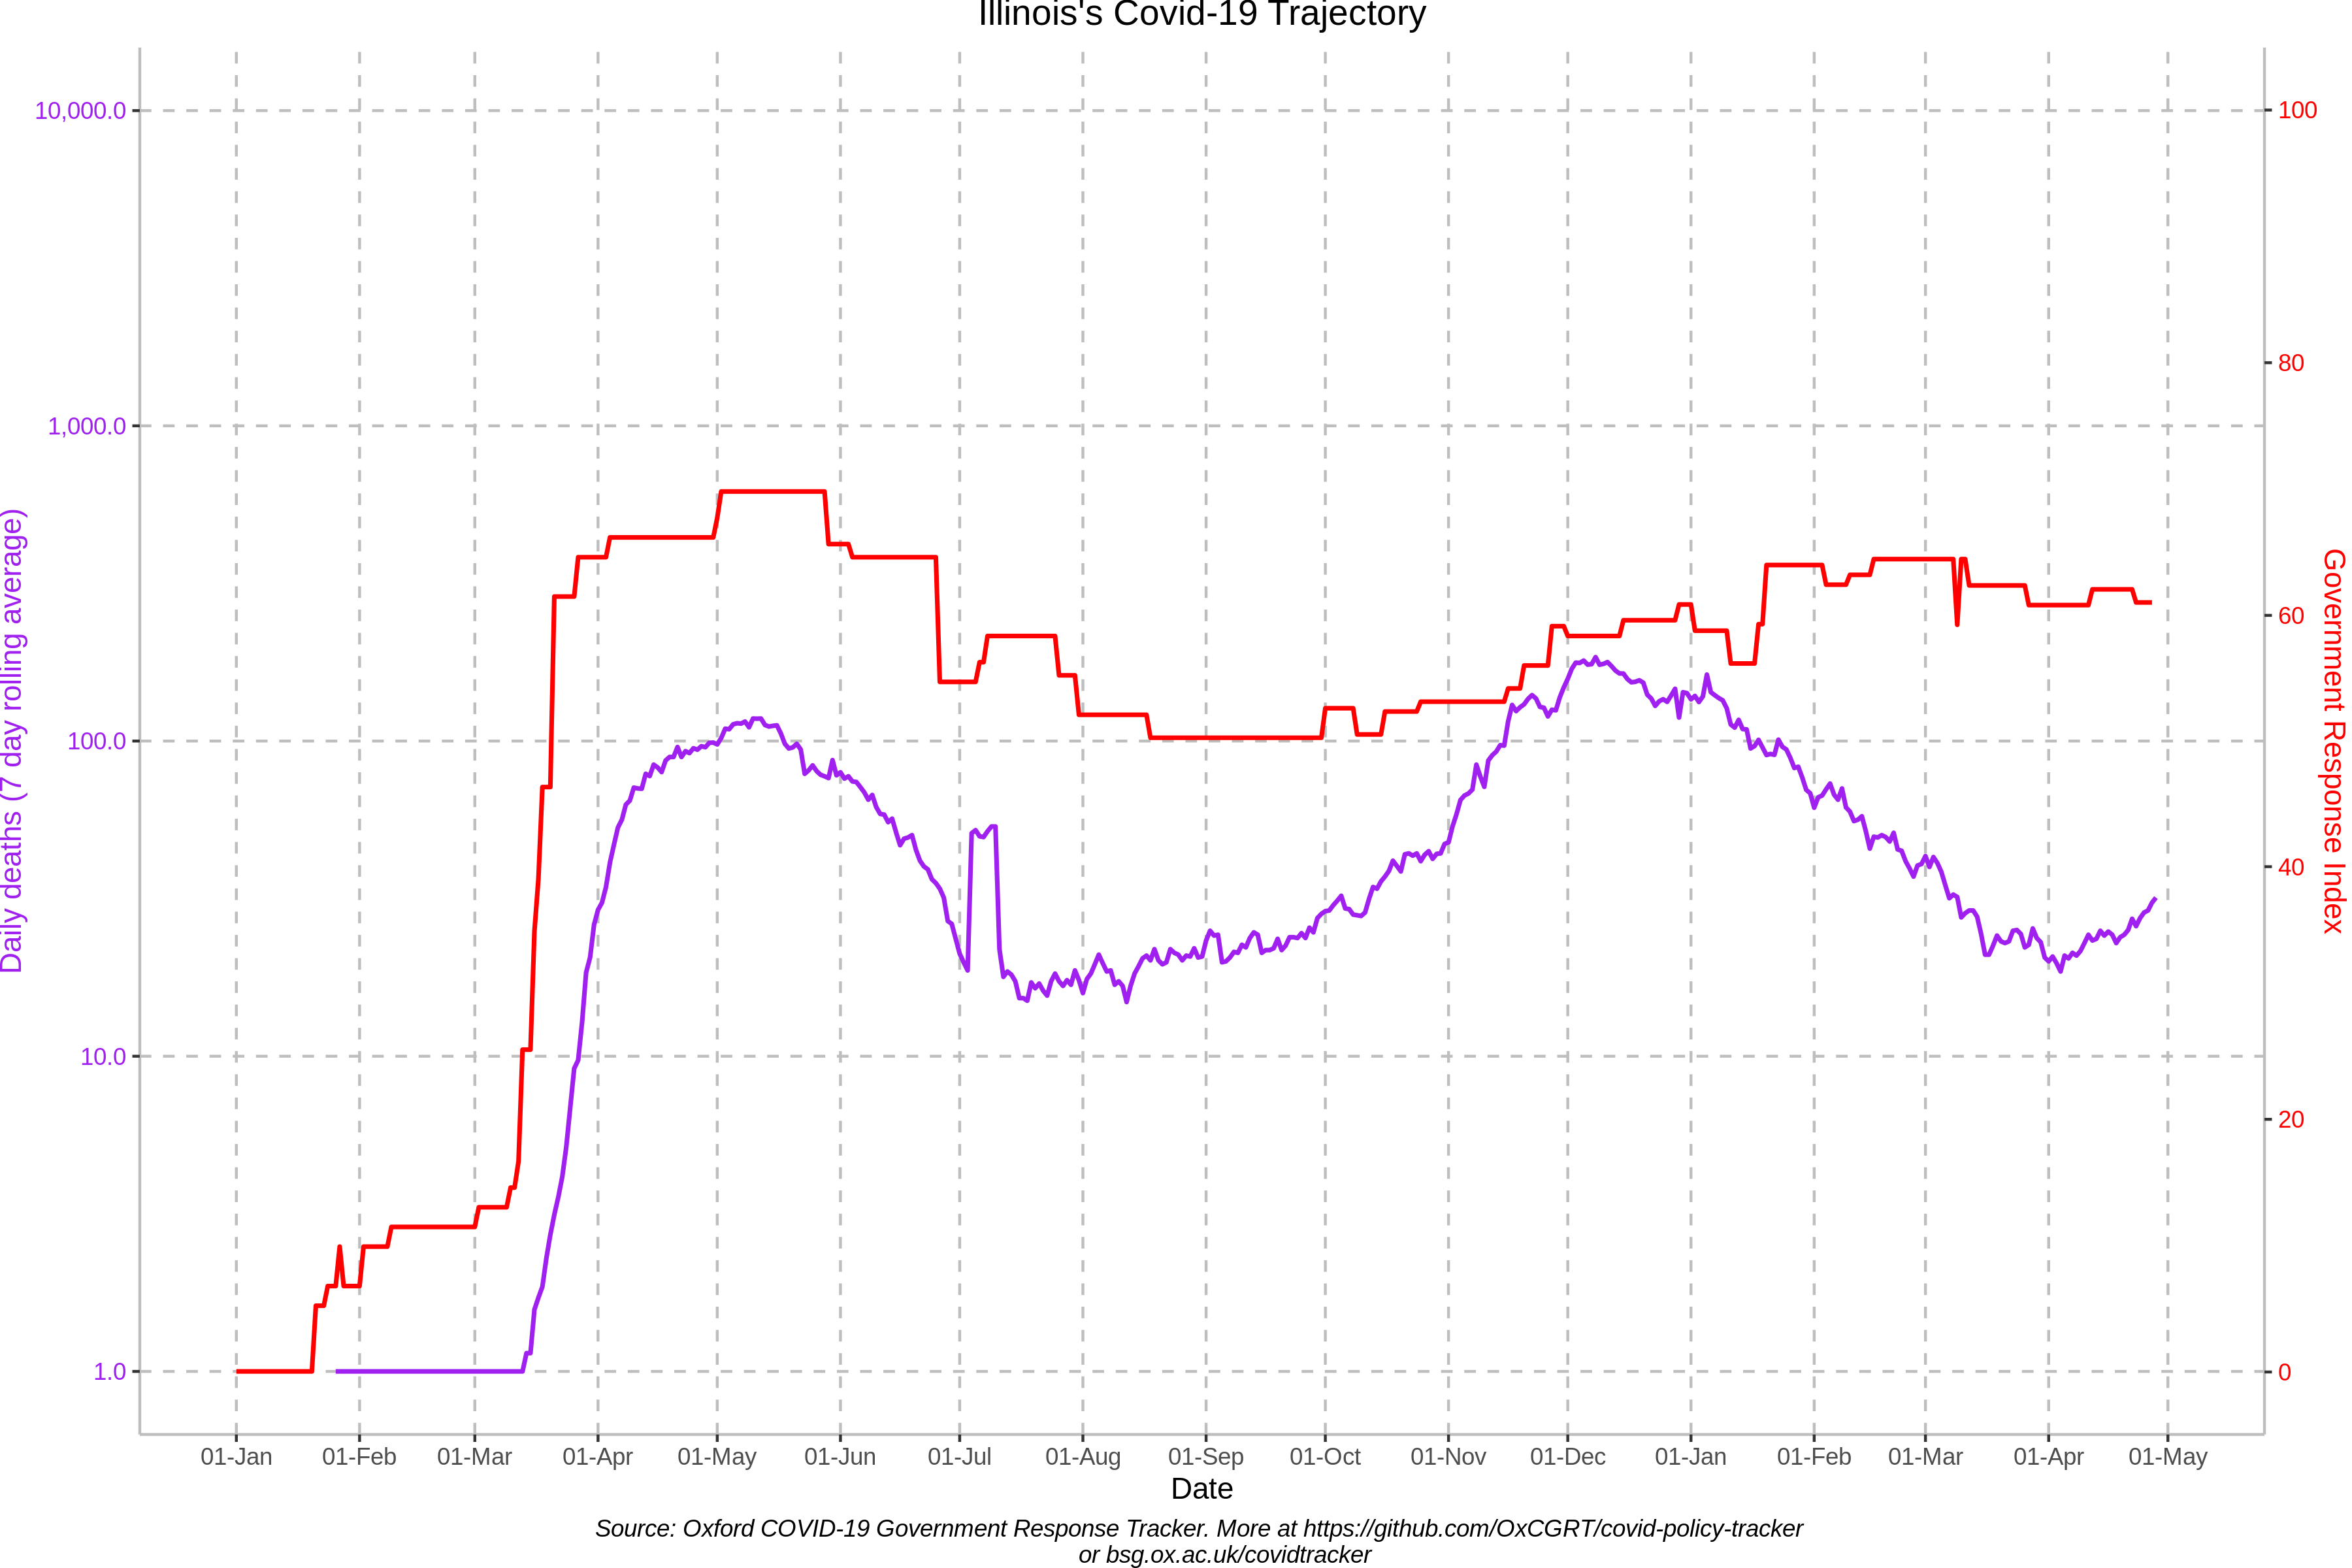 Illinois's Covid-19 Trajectory
10,000.0
1,000.0
100.0
10.0
1.0
Daily deaths (7 day rolling average)
100
80
60
40
20
0
Government Response Index
01-Jan 01-Feb 01-Mar 01-Apr 01-May 01-Jun 01-Jul 01-Aug 01-Sep 01-Oct 01-Nov 01-Dec 01-Jan 01-Feb 01-Mar 01-Apr 01-May
Date
Source: Oxford COVID-19 Government Response Tracker. More at https://github.com/OxCGRT/covid-policy-tracker
or bsg.ox.ac.uk/covidtracker